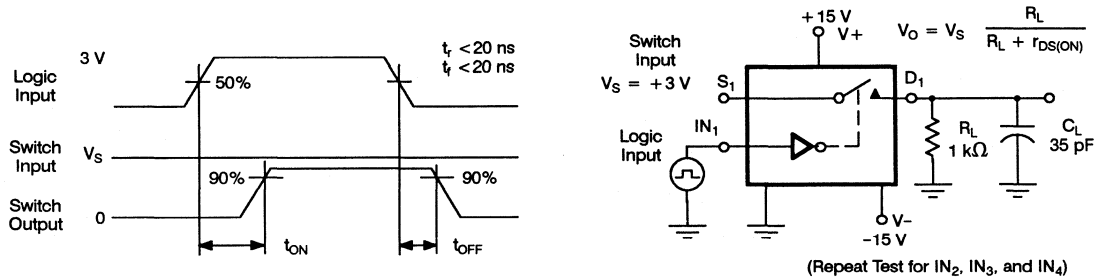 3 V
Logic
Input
50%
tr < 20 ns
tf < 20 ns
Switch
Input
VS
90%
90%
Switch
Output
0
tON
tOFF
+15 V
V+
VO = VS RL / RL + rDS(ON)
Switch
Input
VS = +3 V
S1
D1
Logic
Input
IN1
RL
1 kΩ
CL
35 pF
V−
−15 V
(Repeat Test for IN2, IN3, and IN4)